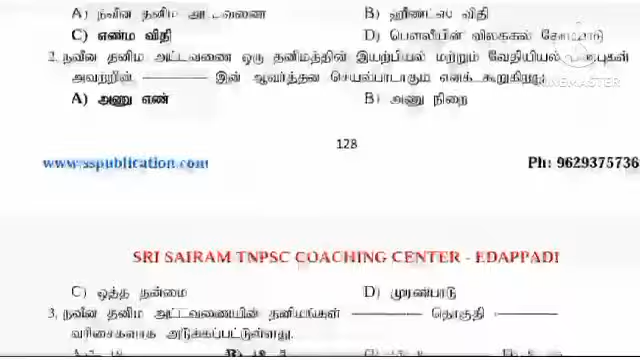 A) நவீன தனிம அட்டவணை B) ஹீண்ட்ஸ் விதி
C) எண்ம விதி D) பௌலீயின் விலக்கல் கோட்பாடு
2. நவீன தனிம அட்டவணை ஒரு தனிமத்தின் இயற்பியல் மற்றும் வேதியியல் பண்புகள்
அவற்றின் ———— இன் ஆவர்த்தன செயல்பாடாகும் எனக் கூறுகிறது.
A) அணு எண் B) அணு நிறை
128
www.sspublication.com Ph: 9629375736
SRI SAIRAM TNPSC COACHING CENTER - EDAPPADI
C) ஒத்த தன்மை D) முரண்பாடு
3. நவீன தனிம அட்டவணையின் தனிமங்கள் ———— தொகுதி ————
வரிசைகளாக அடுக்கப்பட்டுள்ளது.
KINEMASTER